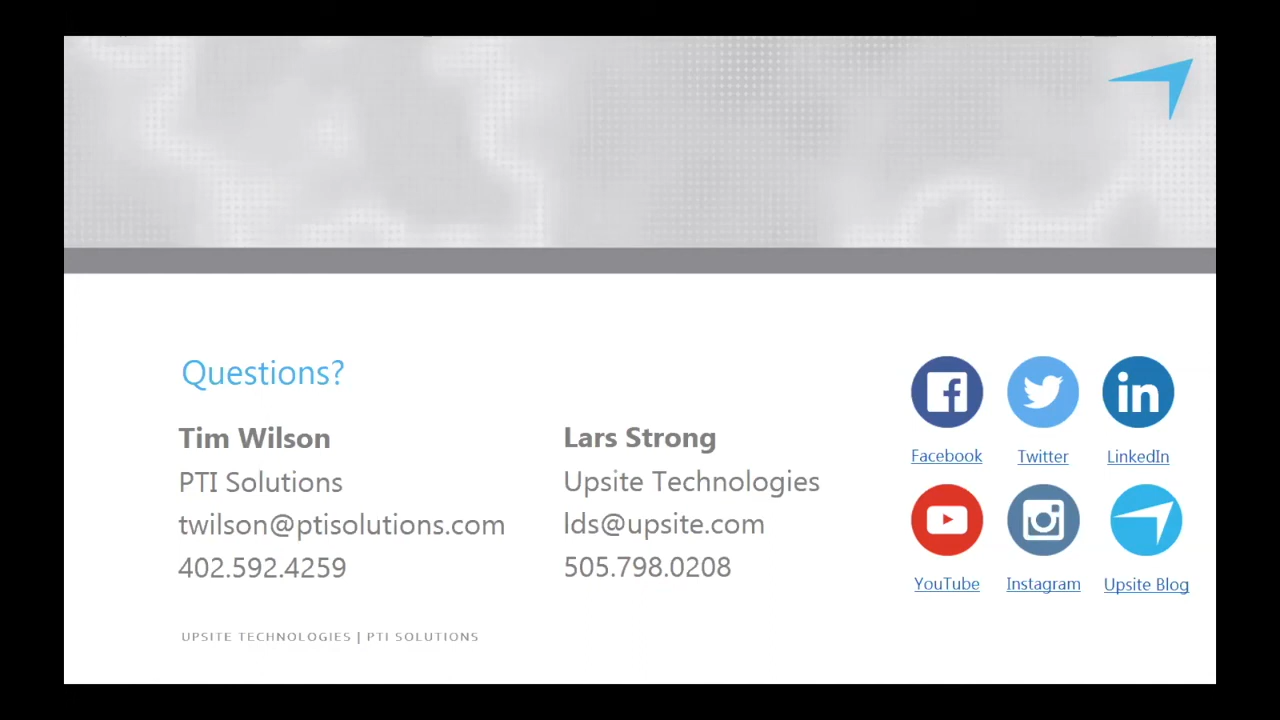 Questions?
Tim Wilson
PTI Solutions
twilson@ptisolutions.com
402.592.4259
Lars Strong
Upsite Technologies
lds@upsite.com
505.798.0208
Facebook
Twitter
LinkedIn
YouTube
Instagram
Upsite Blog
UPSITE TECHNOLOGIES | PTI SOLUTIONS